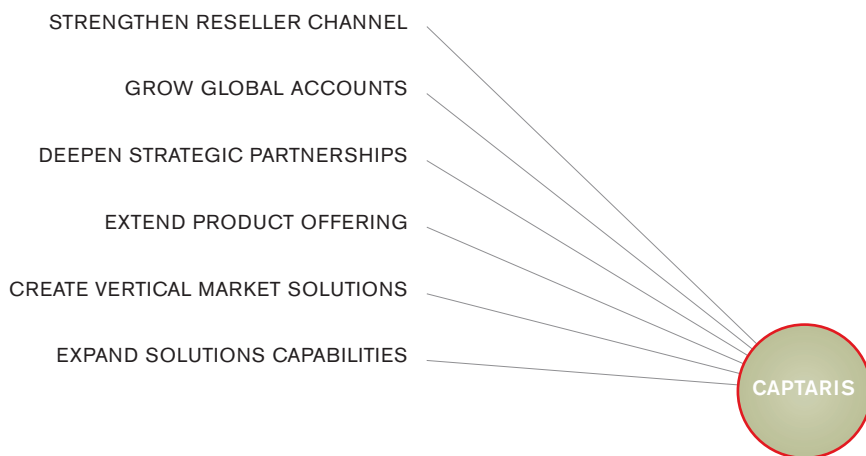 STRENGTHEN RESELLER CHANNEL
GROW GLOBAL ACCOUNTS
DEEPEN STRATEGIC PARTNERSHIPS
EXTEND PRODUCT OFFERING
CREATE VERTICAL MARKET SOLUTIONS
EXPAND SOLUTIONS CAPABILITIES
CAPTARIS